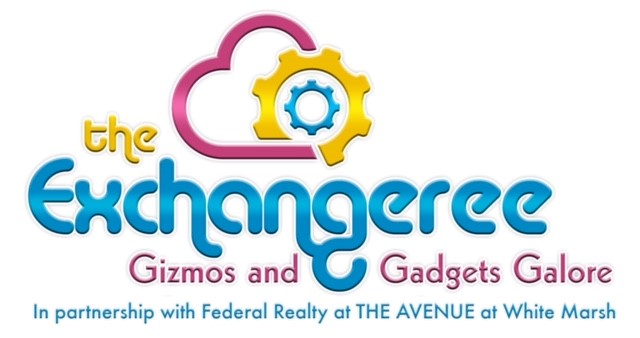 the
Exchangeree
Gizmos and Gadgets Galore
In partnership with Federal Realty at THE AVENUE at White Marsh